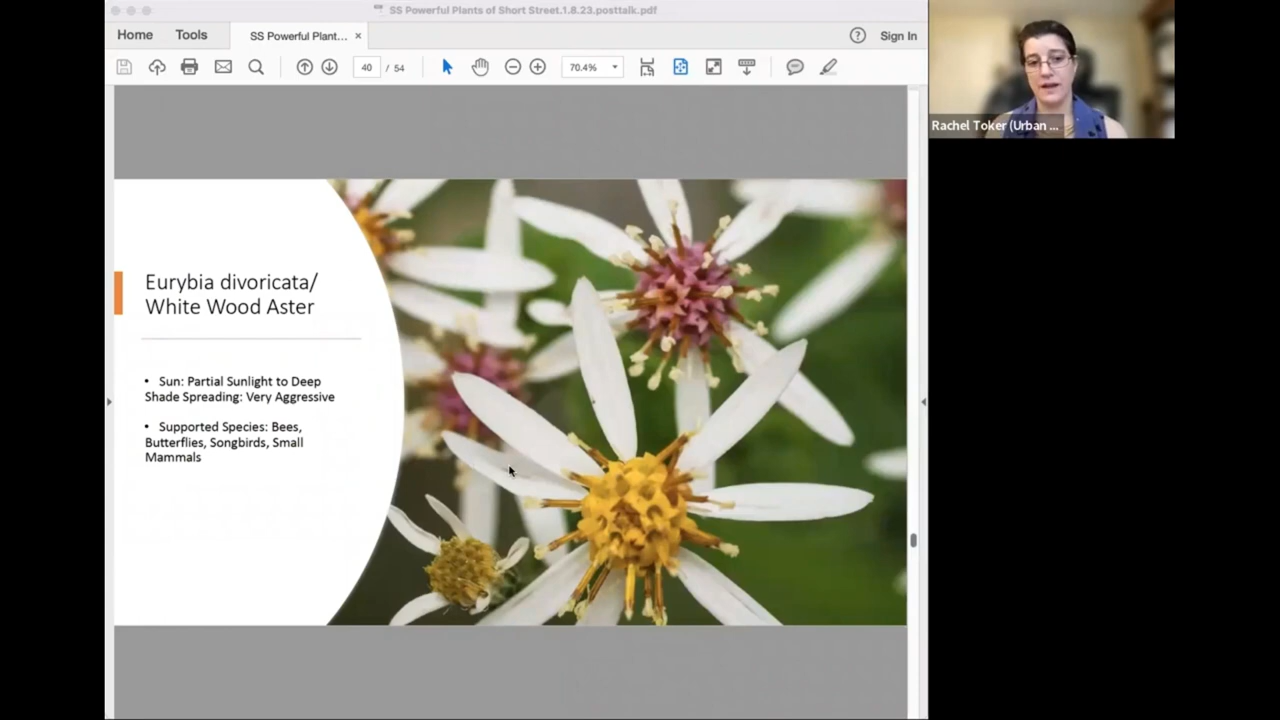 SS Powerful Plants of Short Street.1.8.23.posttalk.pdf
Home Tools SS Powerful Plant... × ? Sign In
40 / 54 70.4%
Rachel Toker (Urban ...
Eurybia divoricata/
White Wood Aster
• Sun: Partial Sunlight to Deep
Shade Spreading: Very Aggressive
• Supported Species: Bees,
Butterflies, Songbirds, Small
Mammals